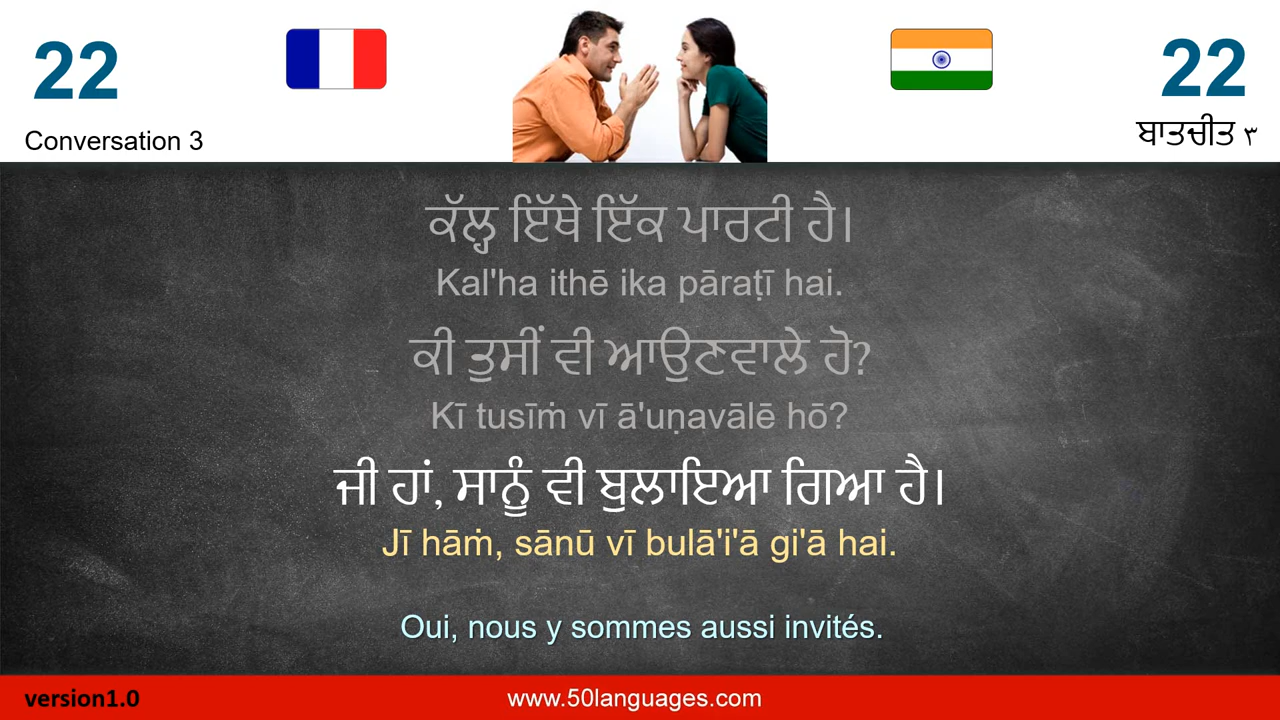 22
22
Conversation 3
ਬਾਤਚੀਤ ੩
ਕੱਲ੍ਹ ਇੱਥੇ ਇੱਕ ਪਾਰਟੀ ਹੈ।
Kal'ha ithē ika pāraṭī hai.
ਕੀ ਤੁਸੀਂ ਵੀ ਆਉਣਵਾਲੇ ਹੋ?
Kī tusīṁ vī ā'uṇavālē hō?
ਜੀ ਹਾਂ, ਸਾਨੂੰ ਵੀ ਬੁਲਾਇਆ ਗਿਆ ਹੈ।
Jī hāṁ, sānū vī bulā'i'ā gi'ā hai.
Oui, nous y sommes aussi invités.
version1.0
www.50languages.com